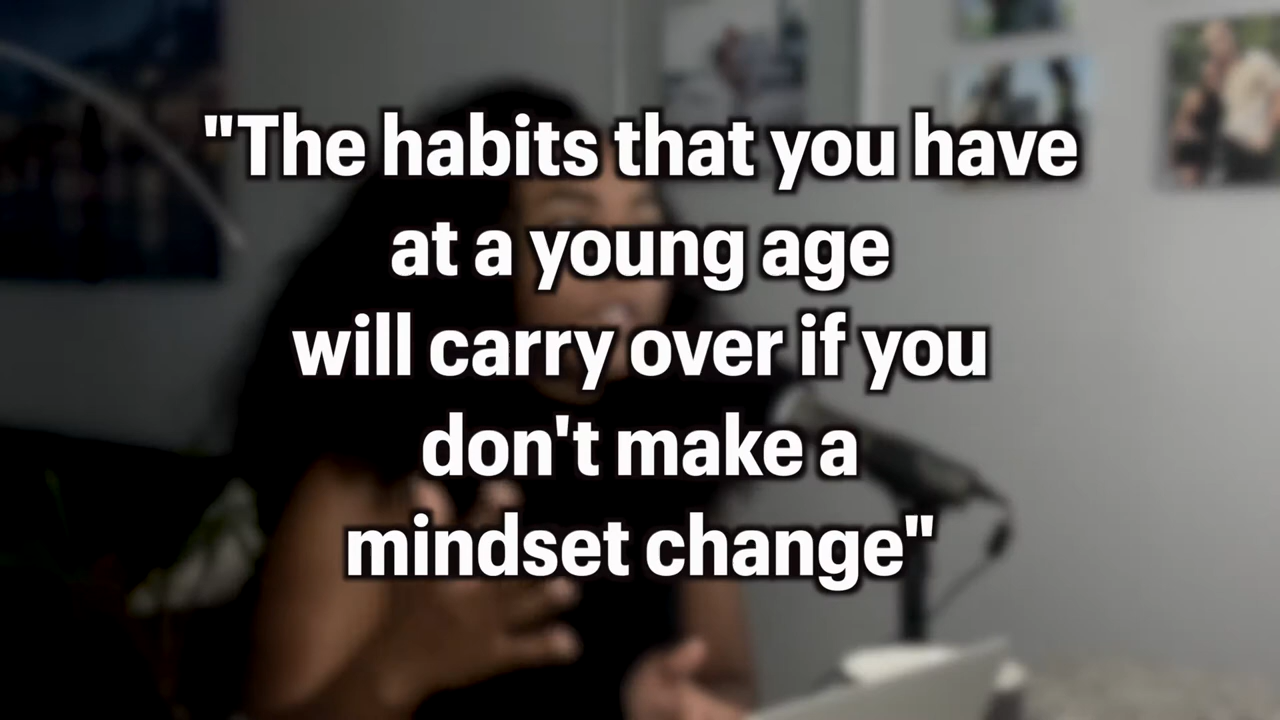 "The habits that you have
at a young age
will carry over if you
don't make a
mindset change"